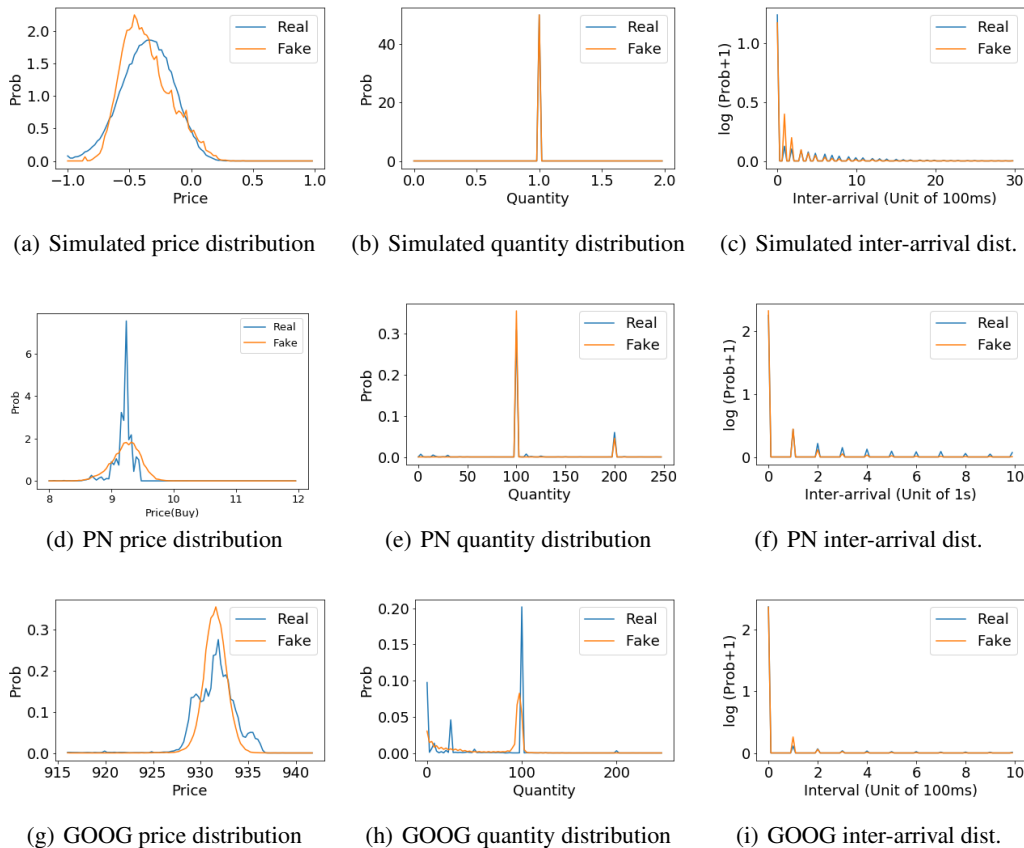 Prob
2.0
1.5
1.0
0.5
0.0
Real
Fake
−1.0 −0.5 0.0 0.5 1.0
Price
Prob
40
20
0
Real
Fake
0.0 0.5 1.0 1.5 2.0
Quantity
log (Prob+1)
1.0
0.5
0.0
Real
Fake
0 10 20 30
Inter-arrival (Unit of 100ms)
(a) Simulated price distribution
(b) Simulated quantity distribution
(c) Simulated inter-arrival dist.
Prob
6
4
2
0
Real
Fake
8 9 10 11 12
Price(Buy)
Prob
0.3
0.2
0.1
0.0
Real
Fake
0 50 100 150 200 250
Quantity
log (Prob+1)
2
1
0
Real
Fake
0 2 4 6 8 10
Inter-arrival (Unit of 1s)
(d) PN price distribution
(e) PN quantity distribution
(f) PN inter-arrival dist.
Prob
0.3
0.2
0.1
0.0
Real
Fake
915 920 925 930 935 940
Price
Prob
0.20
0.15
0.10
0.05
0.00
Real
Fake
0 100 200
Quantity
log (Prob+1)
2
1
0
Real
Fake
0 2 4 6 8 10
Interval (Unit of 100ms)
(g) GOOG price distribution
(h) GOOG quantity distribution
(i) GOOG inter-arrival dist.